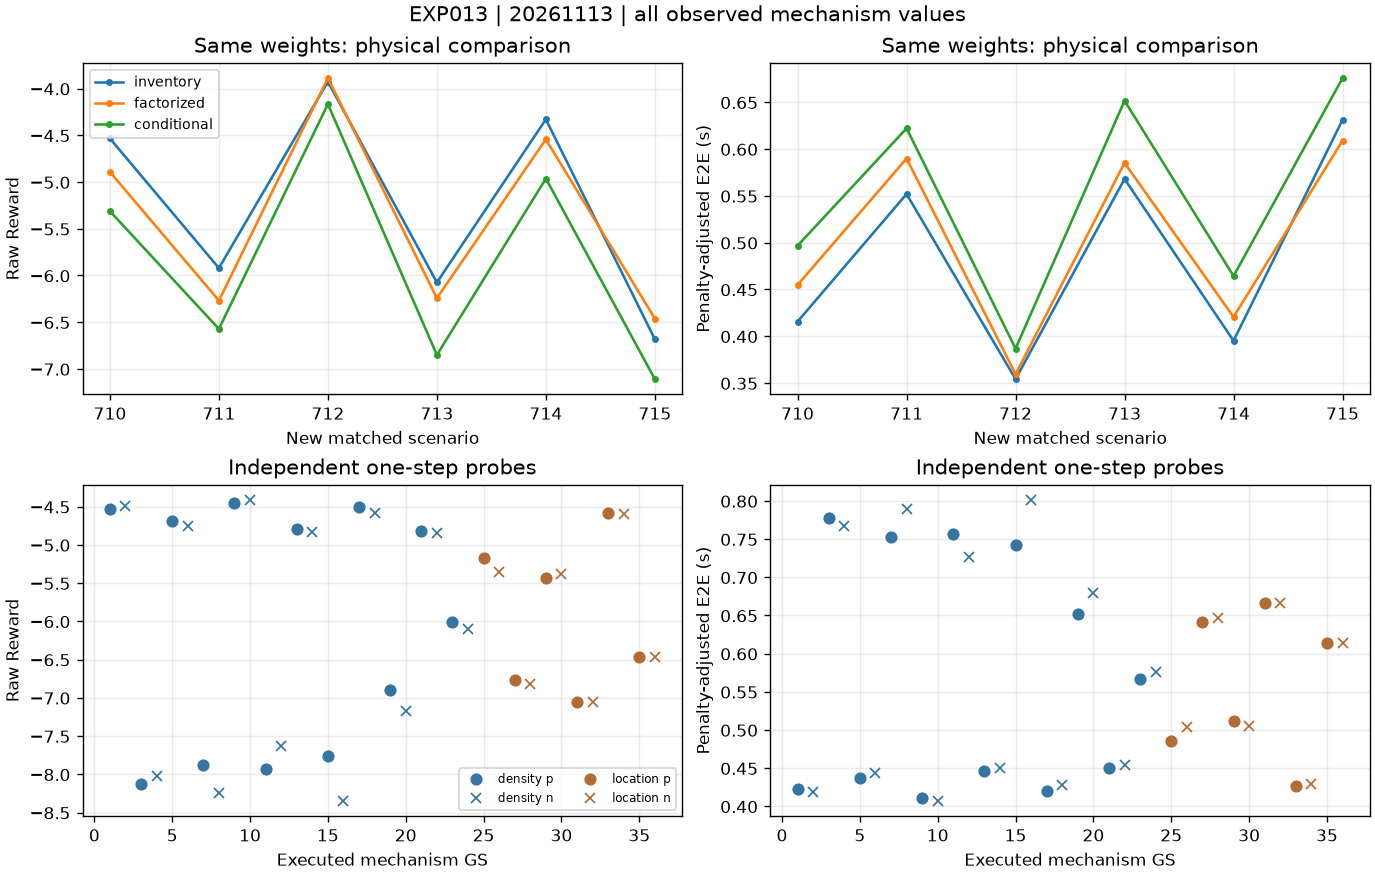 EXP013 | 20261113 | all observed mechanism values
Same weights: physical comparison
Raw Reward
−4.0
−4.5
−5.0
−5.5
−6.0
−6.5
−7.0
inventory
factorized
conditional
710 711 712 713 714 715
New matched scenario
Same weights: physical comparison
Penalty-adjusted E2E (s)
0.65
0.60
0.55
0.50
0.45
0.40
0.35
710 711 712 713 714 715
New matched scenario
Independent one-step probes
Raw Reward
−4.5
−5.0
−5.5
−6.0
−6.5
−7.0
−7.5
−8.0
−8.5
density p location p
density n location n
0 5 10 15 20 25 30 35
Executed mechanism GS
Independent one-step probes
Penalty-adjusted E2E (s)
0.80
0.75
0.70
0.65
0.60
0.55
0.50
0.45
0.40
0 5 10 15 20 25 30 35
Executed mechanism GS